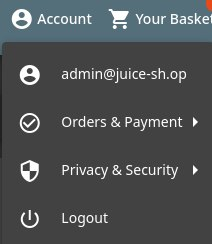 Account
Your Basket
admin@juice-sh.op
Orders & Payment
Privacy & Security
Logout